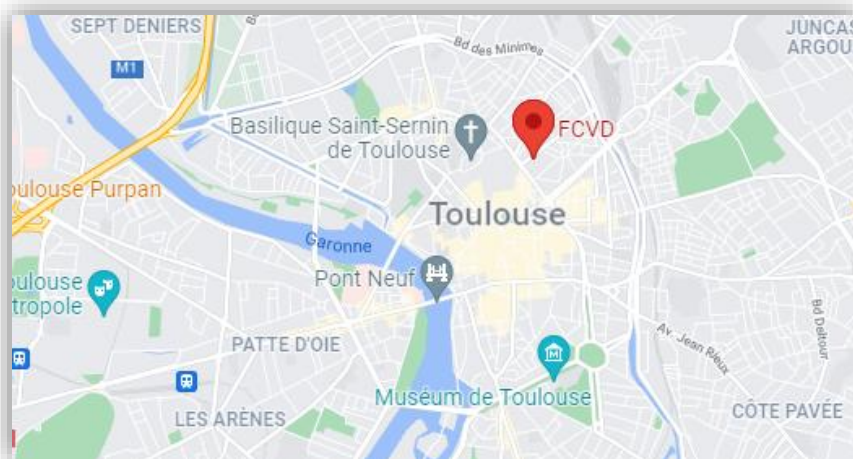 SEPT DENIERS
M1
Bd des Minimes
JUNCAS
ARGOU
Basilique Saint-Sernin
de Toulouse
FCVD
oulouse Purpan
Toulouse
Garonne
Pont Neuf
oulouse
tropole
PATTE D'OIE
Av. Jean Rieux
Bd Deltour
M
Muséum de Toulouse
LES ARÈNES
CÔTE PAVÉE